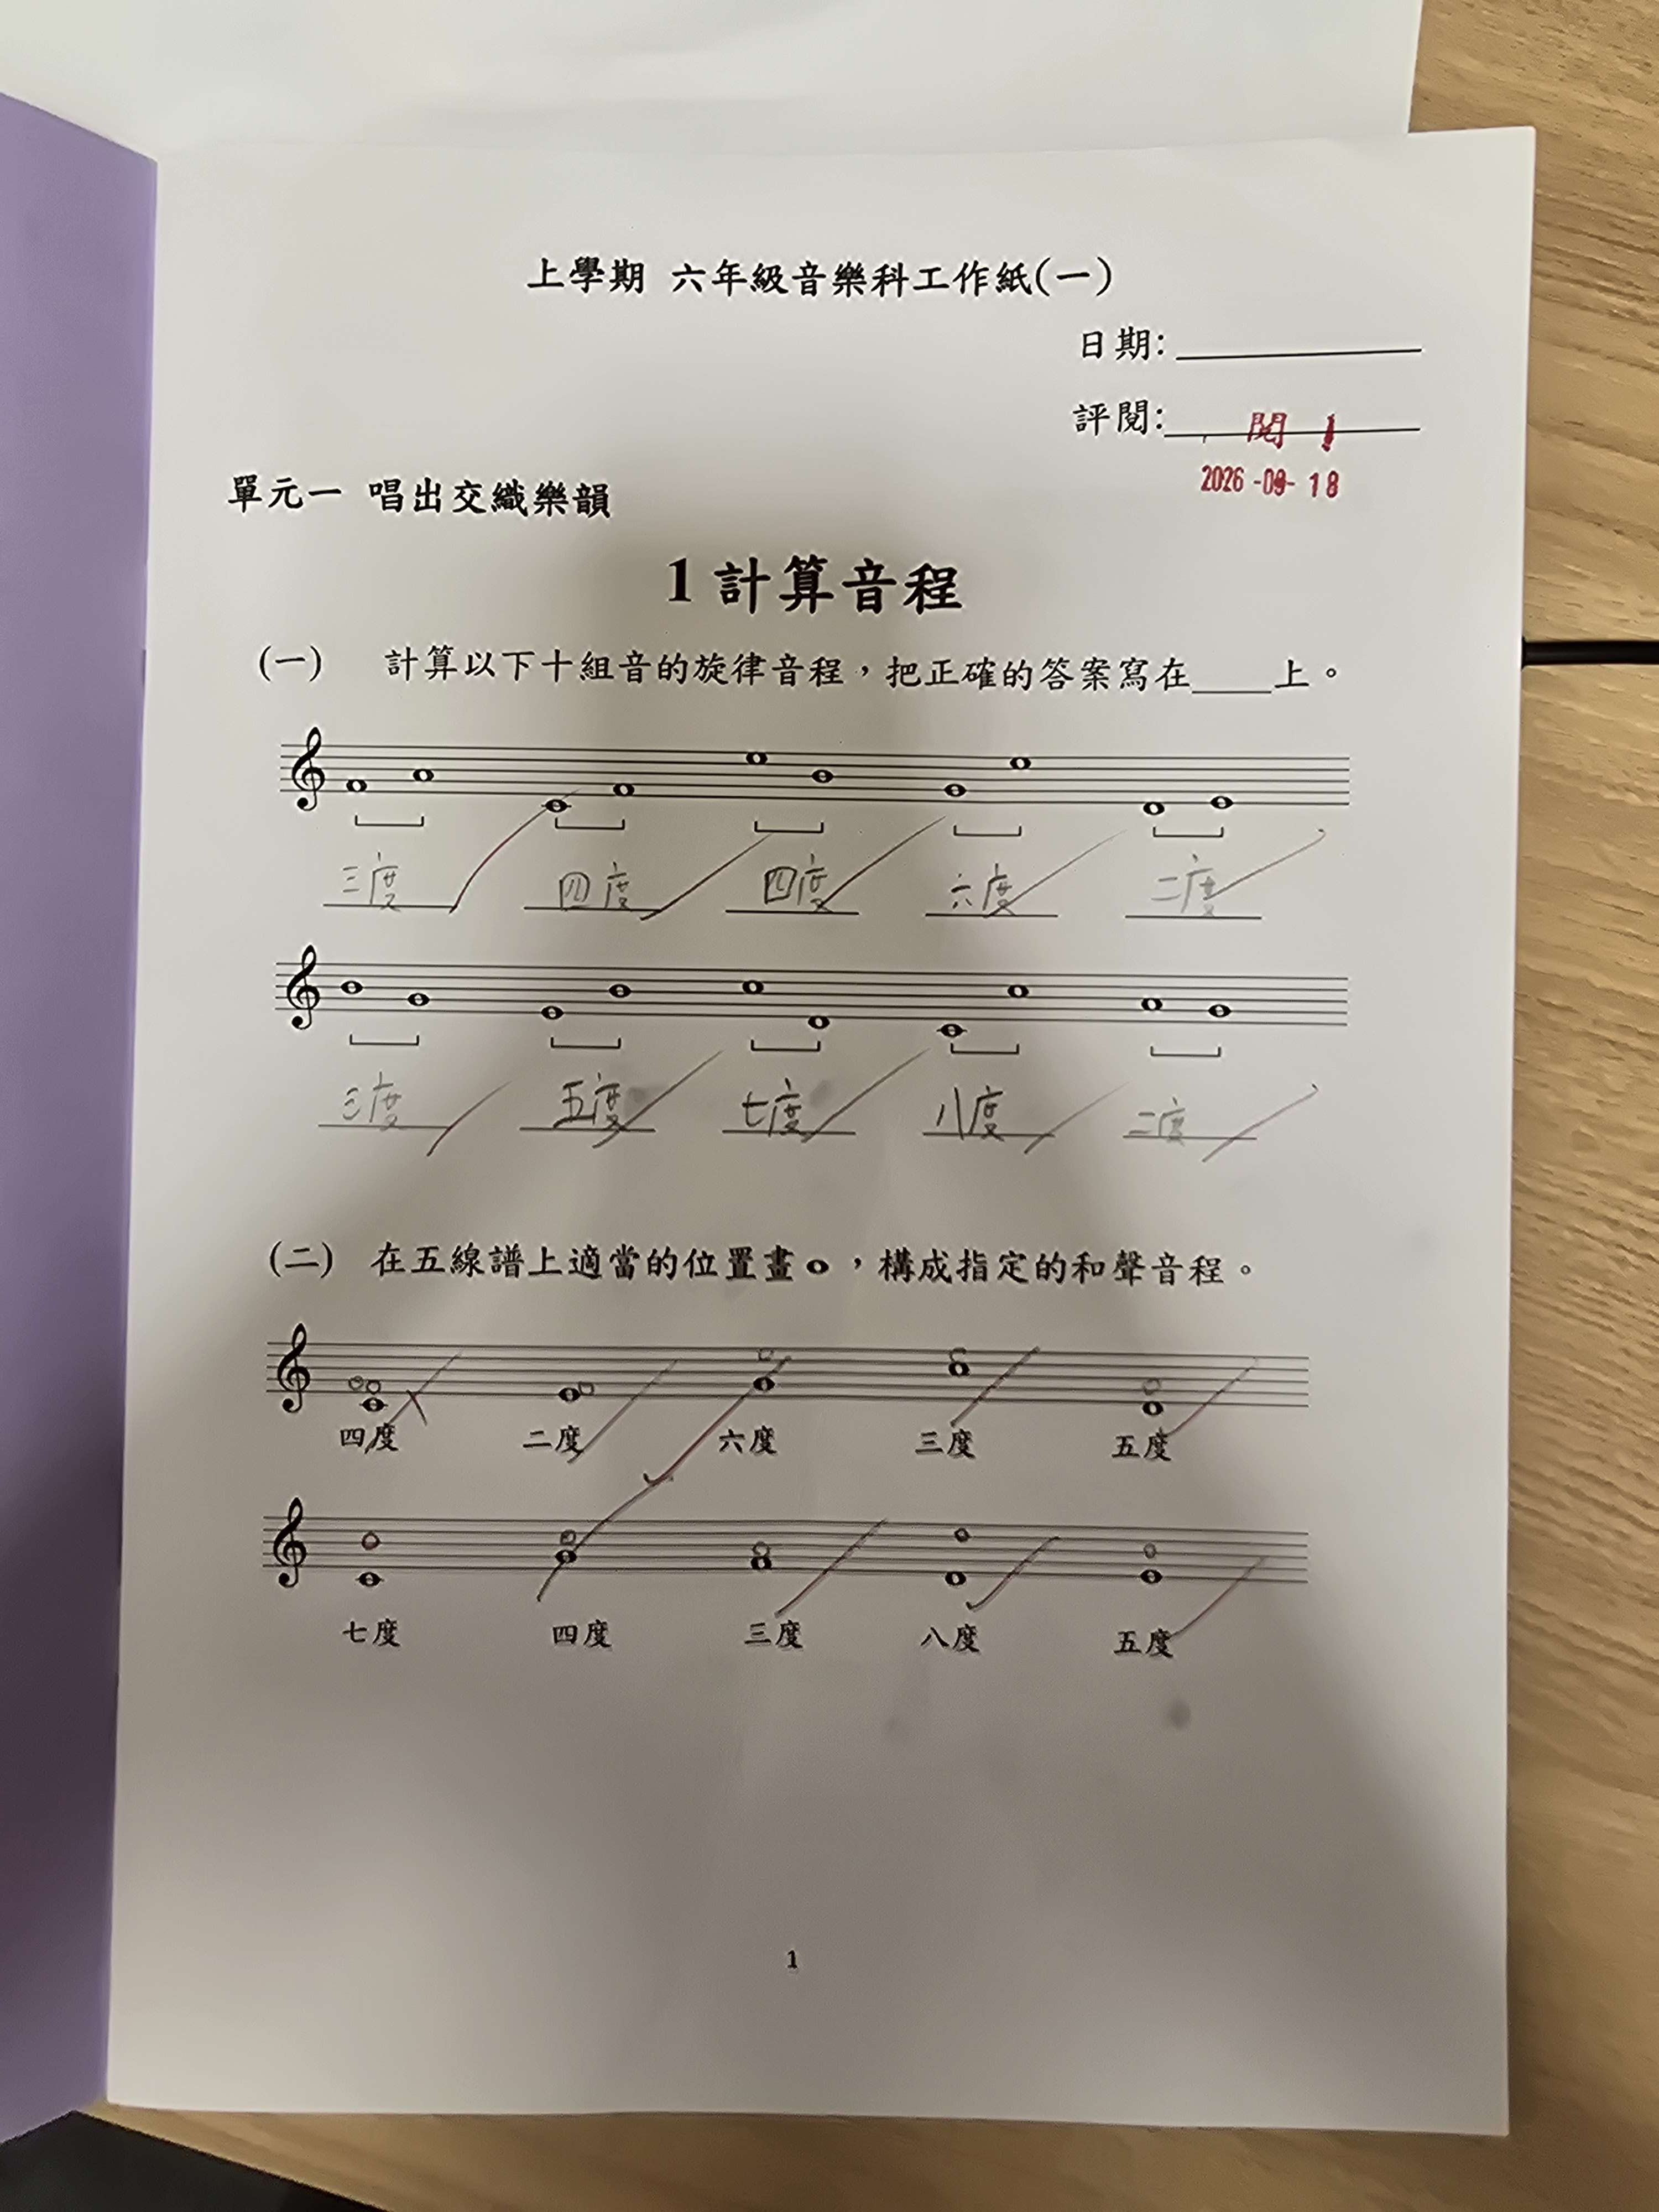 上學期 六年級音樂科工作紙(一)
日期:
評閱: 閱 1
2026-09-18
單元一 唱出交織樂韻
1 計算音程
(一) 計算以下十組音的旋律音程，把正確的答案寫在____上。
三度 四度 四度 六度 二度
三度 五度 七度 八度 二度
(二) 在五線譜上適當的位置畫𝅝，構成指定的和聲音程。
四度 二度 六度 三度 五度
七度 四度 三度 八度 五度
1